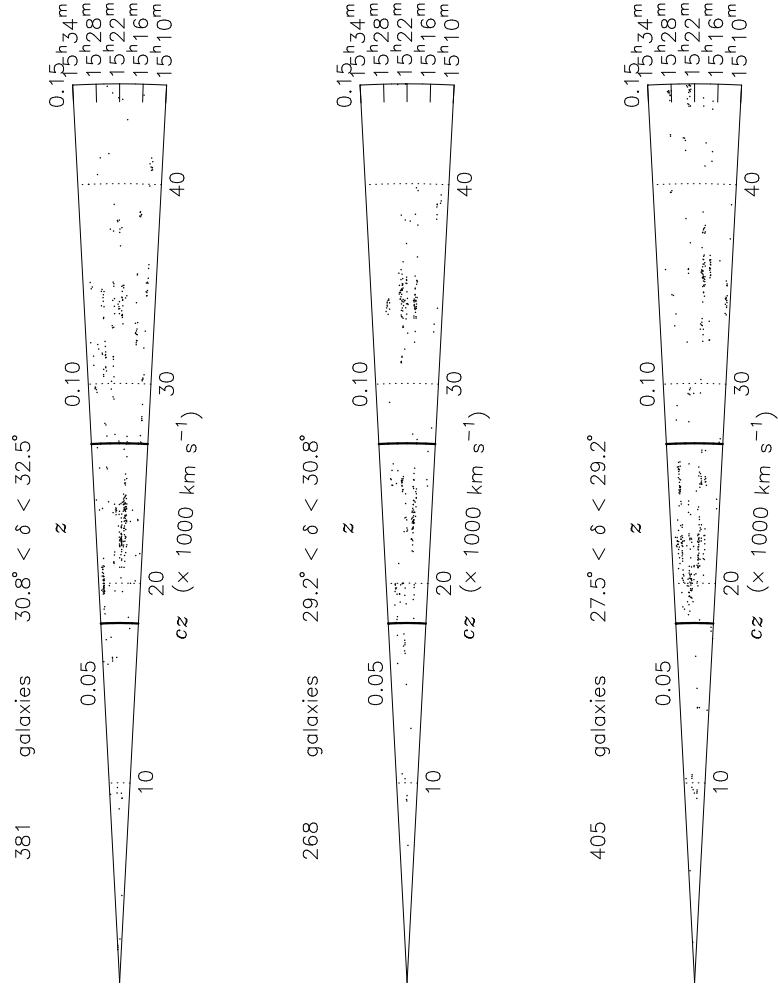 381 galaxies 30.8° < δ < 32.5°
z
0.05 0.10 0.15
15ʰ34ᵐ
15ʰ28ᵐ
15ʰ22ᵐ
15ʰ16ᵐ
15ʰ10ᵐ
10 20 30 40
cz (× 1000 km s⁻¹)
268 galaxies 29.2° < δ < 30.8°
z
0.05 0.10 0.15
15ʰ34ᵐ
15ʰ28ᵐ
15ʰ22ᵐ
15ʰ16ᵐ
15ʰ10ᵐ
10 20 30 40
cz (× 1000 km s⁻¹)
405 galaxies 27.5° < δ < 29.2°
z
0.05 0.10 0.15
15ʰ34ᵐ
15ʰ28ᵐ
15ʰ22ᵐ
15ʰ16ᵐ
15ʰ10ᵐ
10 20 30 40
cz (× 1000 km s⁻¹)